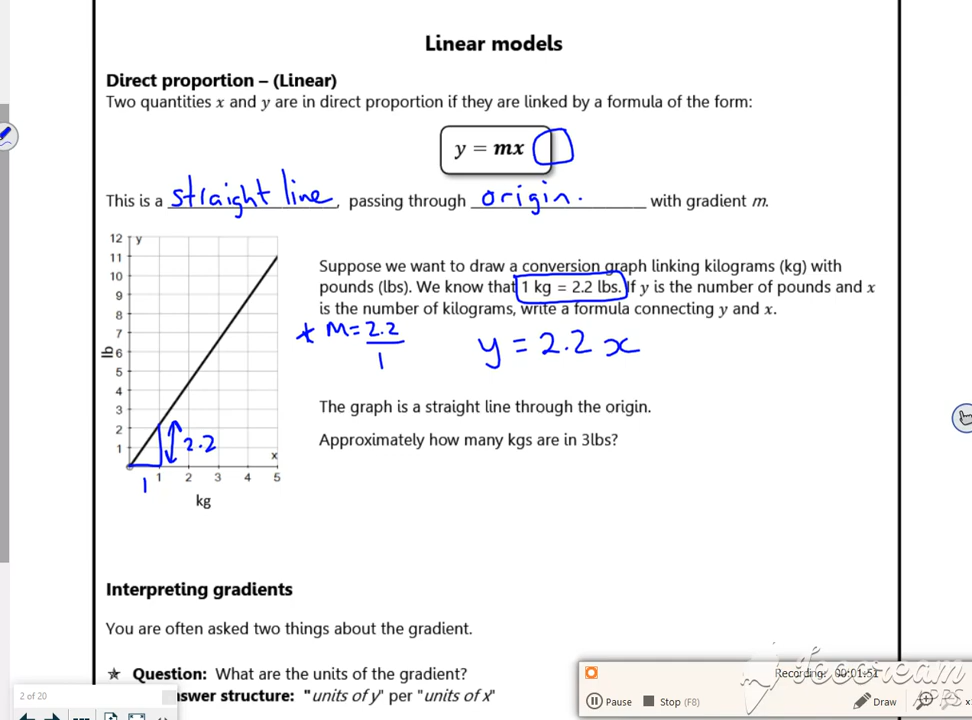 Linear models
Direct proportion – (Linear)
Two quantities x and y are in direct proportion if they are linked by a formula of the form:
y = mx
This is a straight line, passing through origin. with gradient m.
12 y
11
10
9
8
7
lb 6
5
4
3
2
1
x
1 2 3 4 5
kg
2.2
1
Suppose we want to draw a conversion graph linking kilograms (kg) with
pounds (lbs). We know that 1 kg = 2.2 lbs. If y is the number of pounds and x
is the number of kilograms, write a formula connecting y and x.
★ M = 2.2
1
y = 2.2 x
The graph is a straight line through the origin.
Approximately how many kgs are in 3lbs?
Interpreting gradients
You are often asked two things about the gradient.
★ Question: What are the units of the gradient?
nswer structure: "units of y" per "units of x"
2 of 20
Recording: 00:01:51
Pause Stop (F8) Draw x
APPS